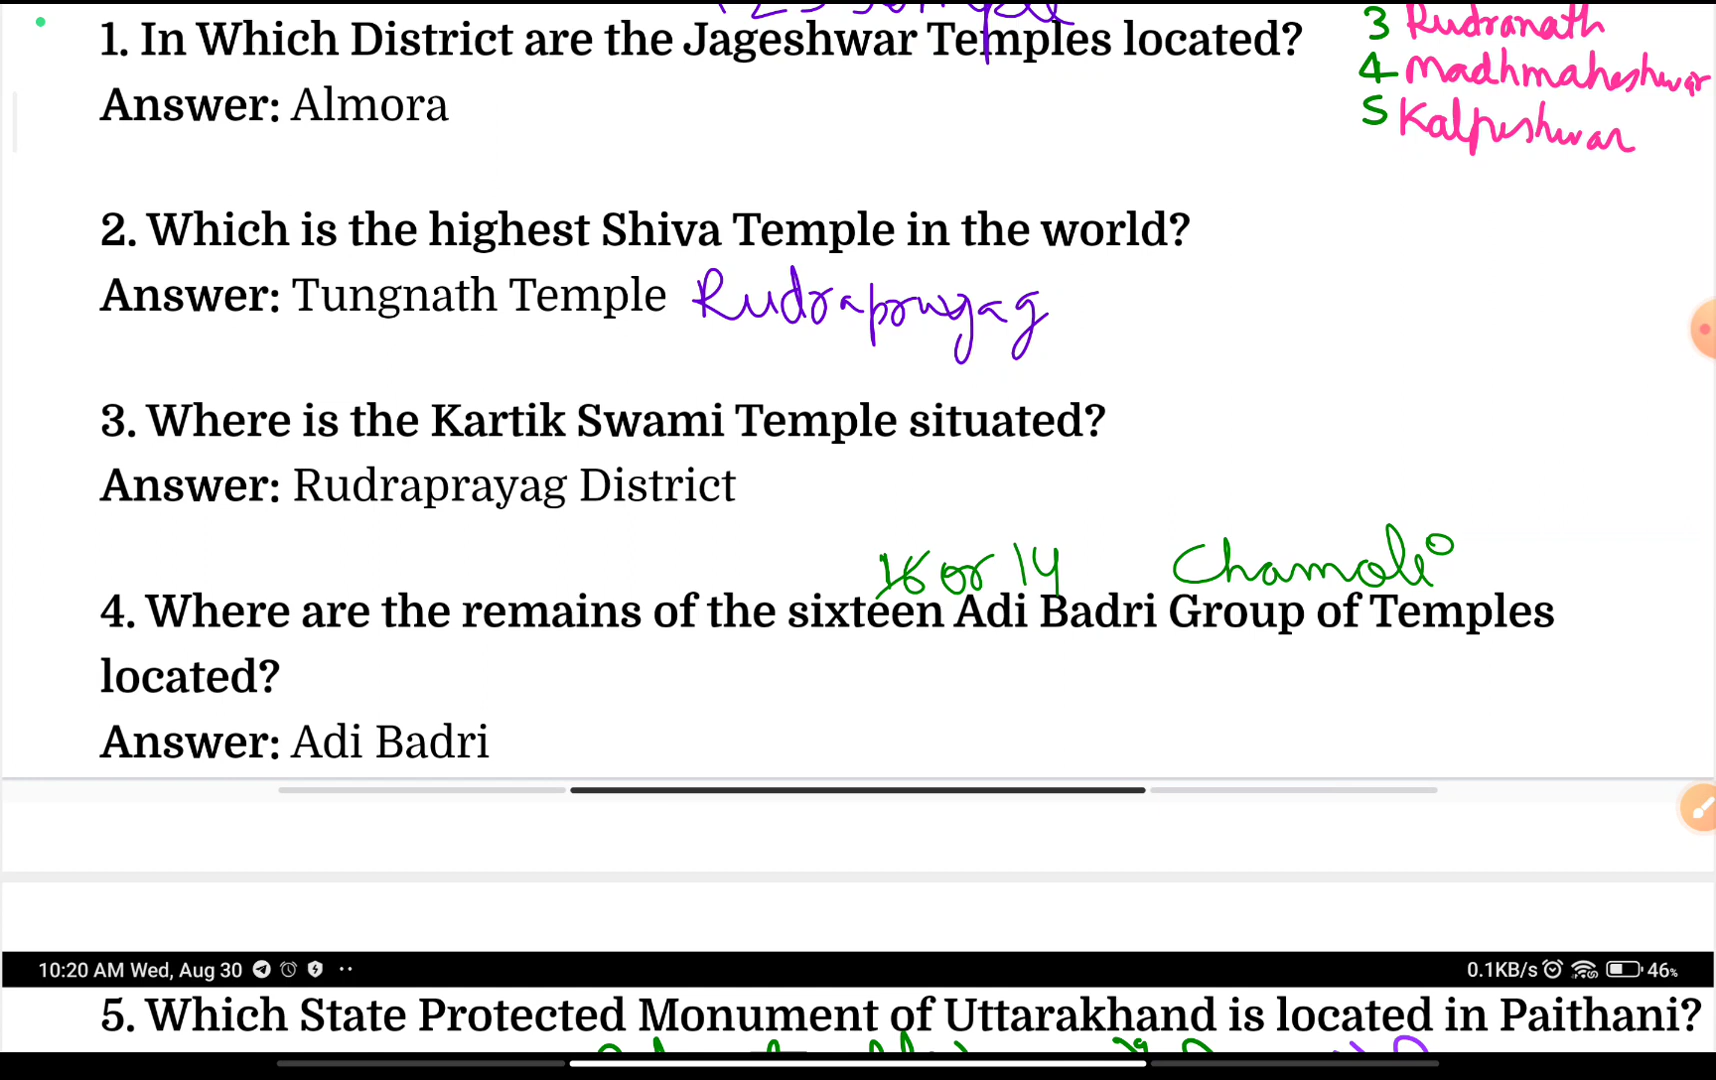 1. In Which District are the Jageshwar Temples located?
3 Rudranath
Answer: Almora
4 Madhmaheshwar
5 Kalpeshwar
2. Which is the highest Shiva Temple in the world?
Answer: Tungnath Temple Rudraprayag
3. Where is the Kartik Swami Temple situated?
Answer: Rudraprayag District
16 or 14 Chamoli
4. Where are the remains of the sixteen Adi Badri Group of Temples
located?
Answer: Adi Badri
10:20 AM Wed, Aug 30 0.1KB/s 46%
5. Which State Protected Monument of Uttarakhand is located in Paithani?